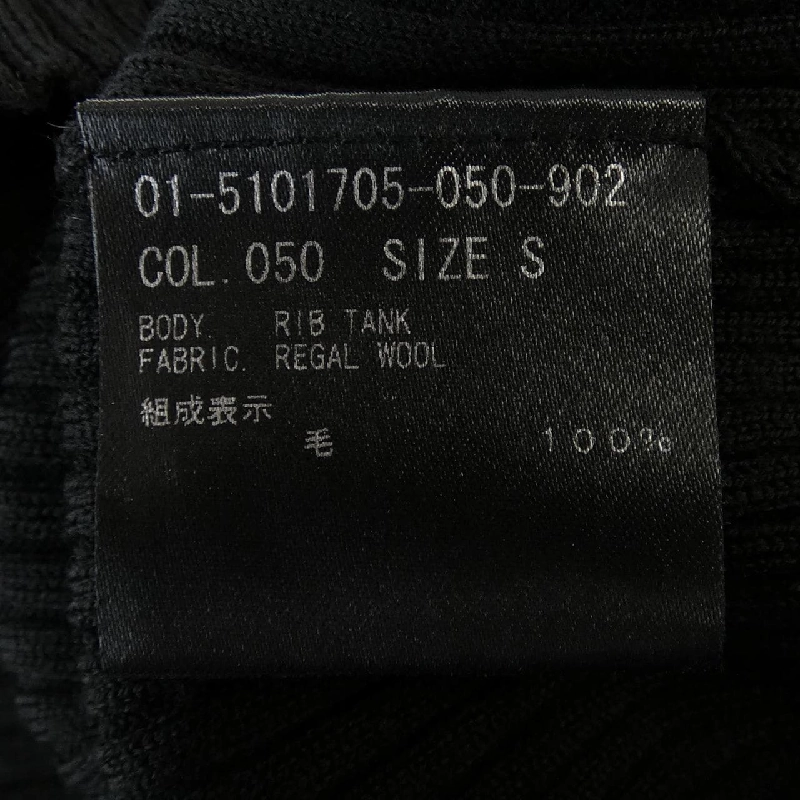 01-5101705-050-902
COL. 050 SIZE S
BODY. RIB TANK
FABRIC. REGAL WOOL
組成表示
毛 100%